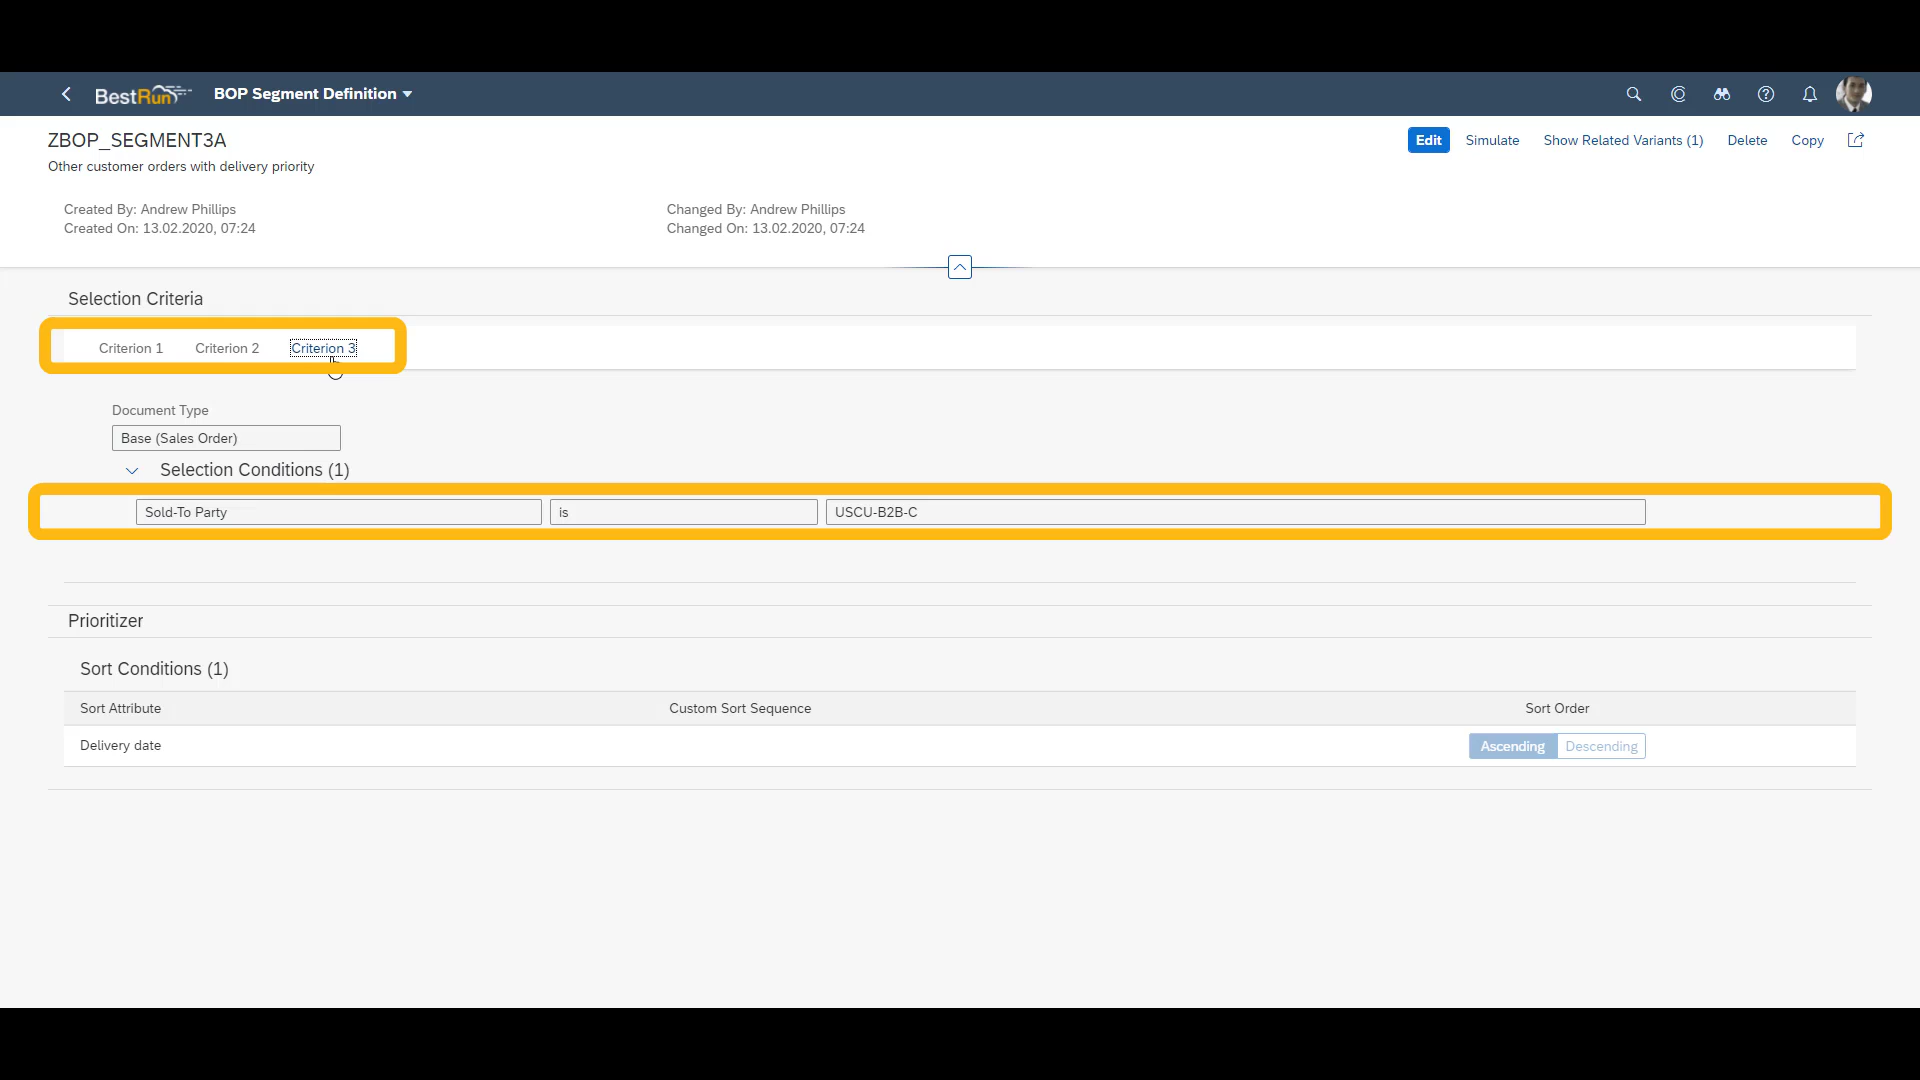 BestRun BOP Segment Definition
ZBOP_SEGMENT3A
Edit Simulate Show Related Variants (1) Delete Copy
Other customer orders with delivery priority
Created By: Andrew Phillips Changed By: Andrew Phillips
Created On: 13.02.2020, 07:24 Changed On: 13.02.2020, 07:24
Selection Criteria
Criterion 1 Criterion 2 Criterion 3
Document Type
Base (Sales Order)
Selection Conditions (1)
Sold-To Party is USCU-B2B-C
Prioritizer
Sort Conditions (1)
Sort Attribute Custom Sort Sequence Sort Order
Delivery date Ascending Descending